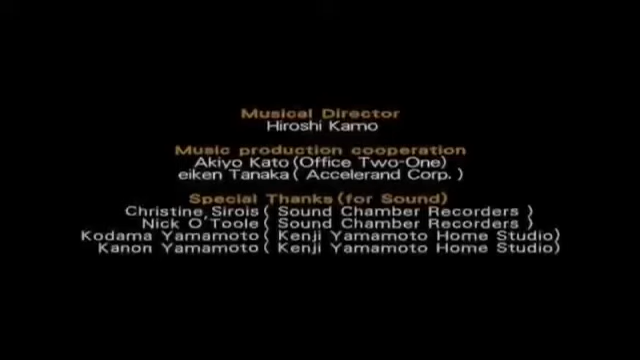 Musical Director
Hiroshi Kamo
Music production cooperation
Akiyo Kato (Office Two-One)
eiken Tanaka ( Accelerand Corp. )
Special Thanks (for Sound)
Christine Sirois ( Sound Chamber Recorders )
Nick O'Toole ( Sound Chamber Recorders )
Kodama Yamamoto ( Kenji Yamamoto Home Studio)
Kanon Yamamoto ( Kenji Yamamoto Home Studio)